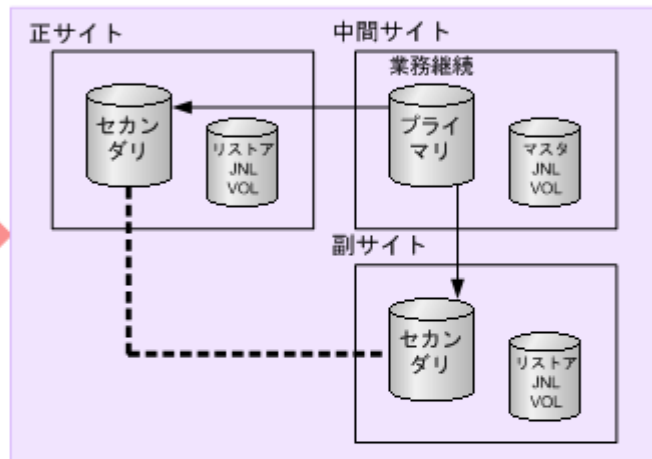 正サイト
セカン
ダリ
リストア
JNL
VOL
中間サイト
業務継続
プライ
マリ
マスタ
JNL
VOL
副サイト
セカン
ダリ
リストア
JNL
VOL